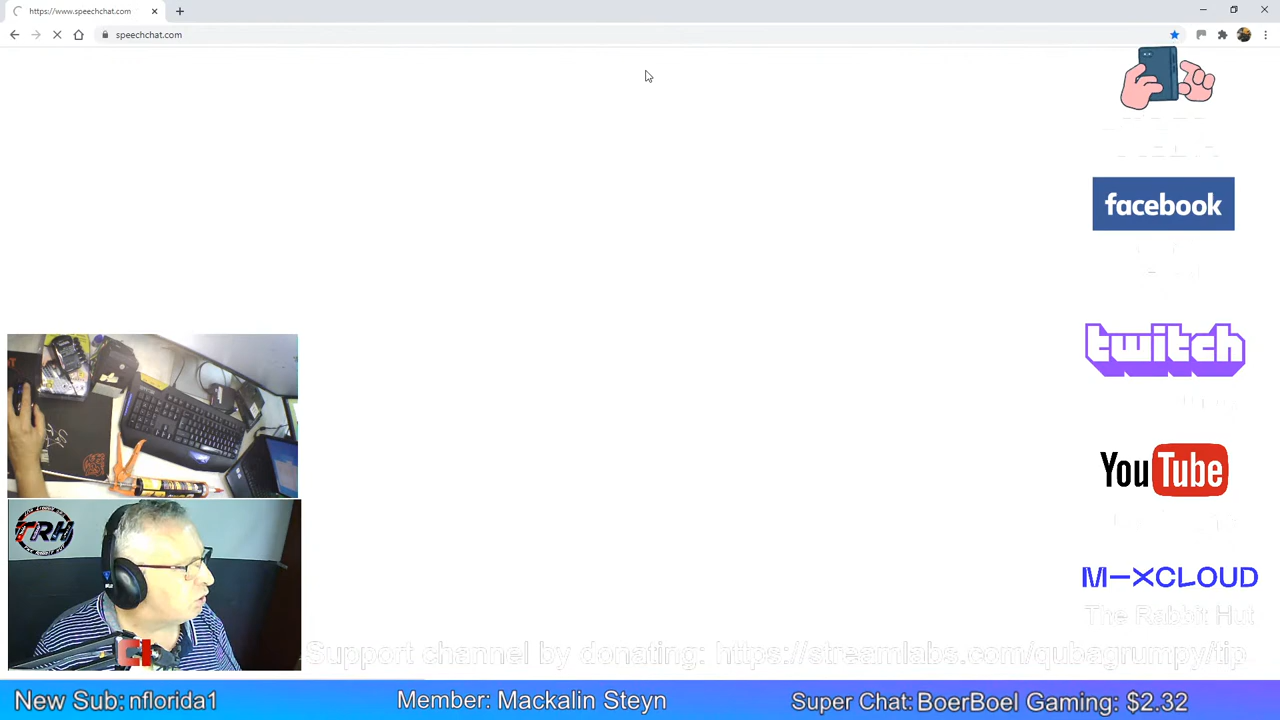 https://www.speechchat.com
speechchat.com
facebook
twitch
YouTube
M-XCLOUD
The Rabbit Hut
TRH
Support channel by donating: https://streamlabs.com/qubagrumpy/tip
New Sub: nflorida1
Member: Mackalin Steyn
Super Chat: BoerBoel Gaming: $2.32